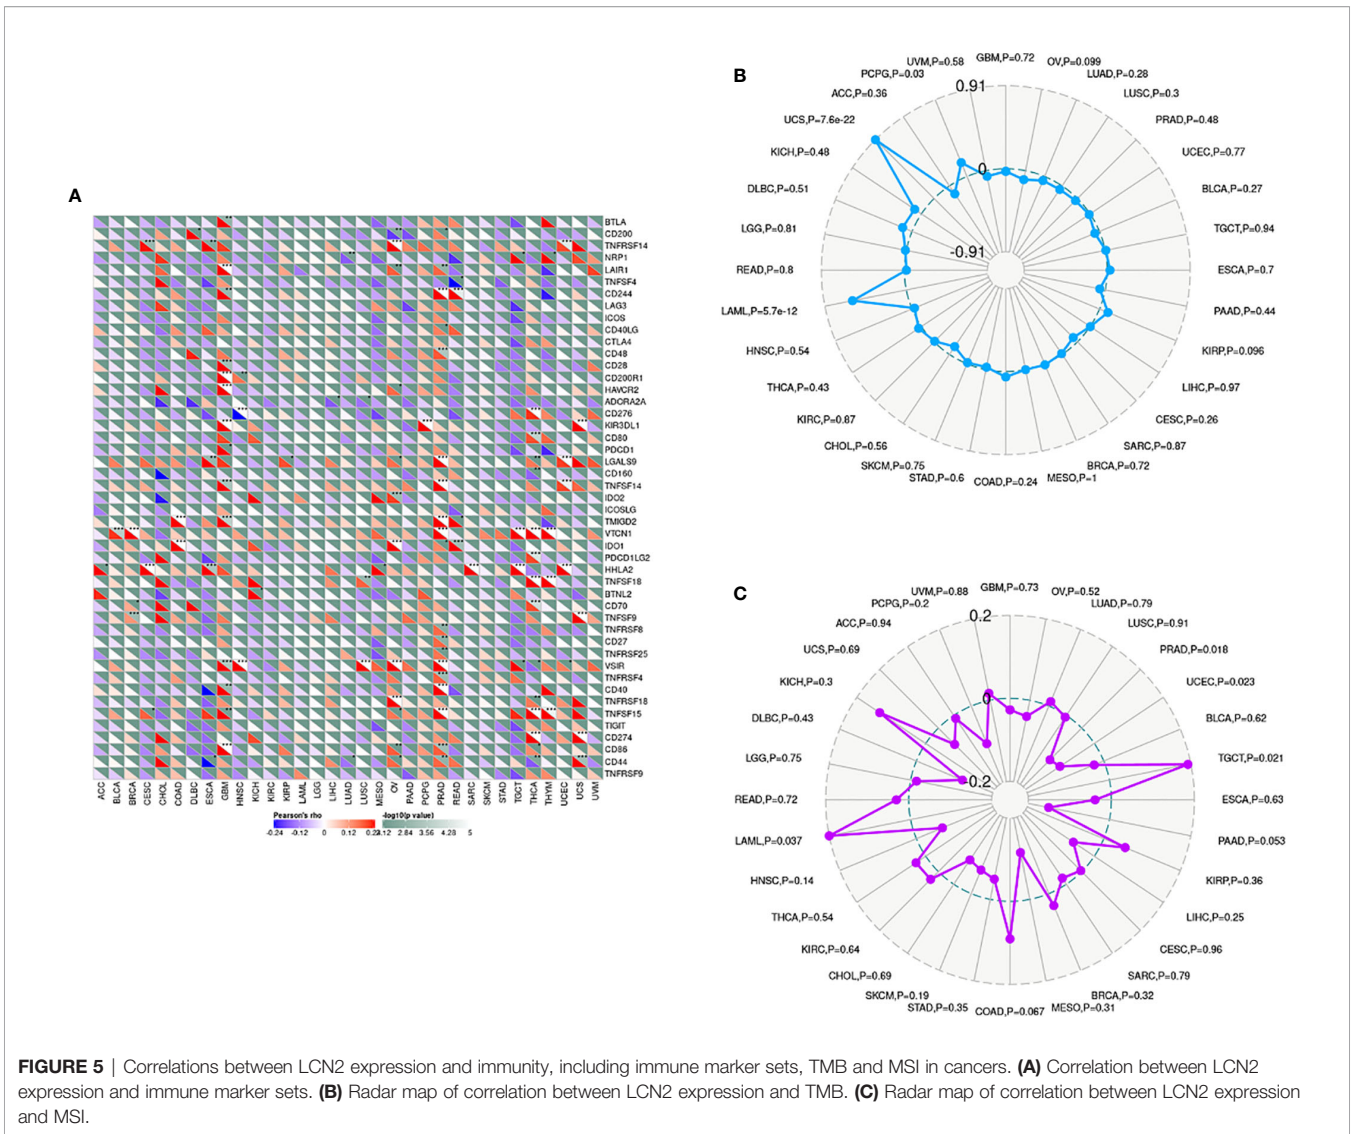 A
BTLA
CD200
TNFRSF14
NRP1
LAIR1
TNFSF4
CD244
LAG3
ICOS
CD40LG
CTLA4
CD48
CD28
CD200R1
HAVCR2
ADORA2A
CD276
KIR3DL1
CD80
PDCD1
LGALS9
CD160
TNFSF14
IDO2
ICOSLG
TMIGD2
VTCN1
IDO1
PDCD1LG2
HHLA2
TNFSF18
BTNL2
CD70
TNFSF9
TNFRSF8
CD27
TNFRSF25
VSIR
TNFRSF4
CD40
TNFRSF18
TNFSF15
TIGIT
CD274
CD86
CD44
TNFRSF9
ACC
BLCA
BRCA
CESC
CHOL
COAD
DLBC
ESCA
GBM
HNSC
KICH
KIRC
KIRP
LAML
LGG
LIHC
LUAD
LUSC
MESO
OV
PAAD
PCPG
PRAD
READ
SARC
SKCM
STAD
TGCT
THCA
THYM
UCEC
UCS
UVM
Pearson's rho
-0.24 -0.12 0 0.12
-log10(p value)
2.84 3.56 4.28 5
B
GBM,P=0.72
OV,P=0.099
LUAD,P=0.28
LUSC,P=0.3
PRAD,P=0.48
UCEC,P=0.77
BLCA,P=0.27
TGCT,P=0.94
ESCA,P=0.7
PAAD,P=0.44
KIRP,P=0.096
LIHC,P=0.97
CESC,P=0.26
SARC,P=0.87
BRCA,P=0.72
MESO,P=1
COAD,P=0.24
STAD,P=0.6
SKCM,P=0.75
CHOL,P=0.56
KIRC,P=0.87
THCA,P=0.43
HNSC,P=0.54
LAML,P=5.7e-12
READ,P=0.8
LGG,P=0.81
DLBC,P=0.51
KICH,P=0.48
UCS,P=7.6e-22
ACC,P=0.36
PCPG,P=0.03
UVM,P=0.58
0.91
0
-0.91
C
GBM,P=0.73
OV,P=0.52
LUAD,P=0.79
LUSC,P=0.91
PRAD,P=0.018
UCEC,P=0.023
BLCA,P=0.62
TGCT,P=0.021
ESCA,P=0.63
PAAD,P=0.053
KIRP,P=0.36
LIHC,P=0.25
CESC,P=0.96
SARC,P=0.79
BRCA,P=0.32
MESO,P=0.31
COAD,P=0.067
STAD,P=0.35
SKCM,P=0.19
CHOL,P=0.69
KIRC,P=0.64
THCA,P=0.54
HNSC,P=0.14
LAML,P=0.037
READ,P=0.72
LGG,P=0.75
DLBC,P=0.43
KICH,P=0.3
UCS,P=0.69
ACC,P=0.94
PCPG,P=0.2
UVM,P=0.88
0.2
0
-0.2
FIGURE 5 | Correlations between LCN2 expression and immunity, including immune marker sets, TMB and MSI in cancers. (A) Correlation between LCN2
expression and immune marker sets. (B) Radar map of correlation between LCN2 expression and TMB. (C) Radar map of correlation between LCN2 expression
and MSI.